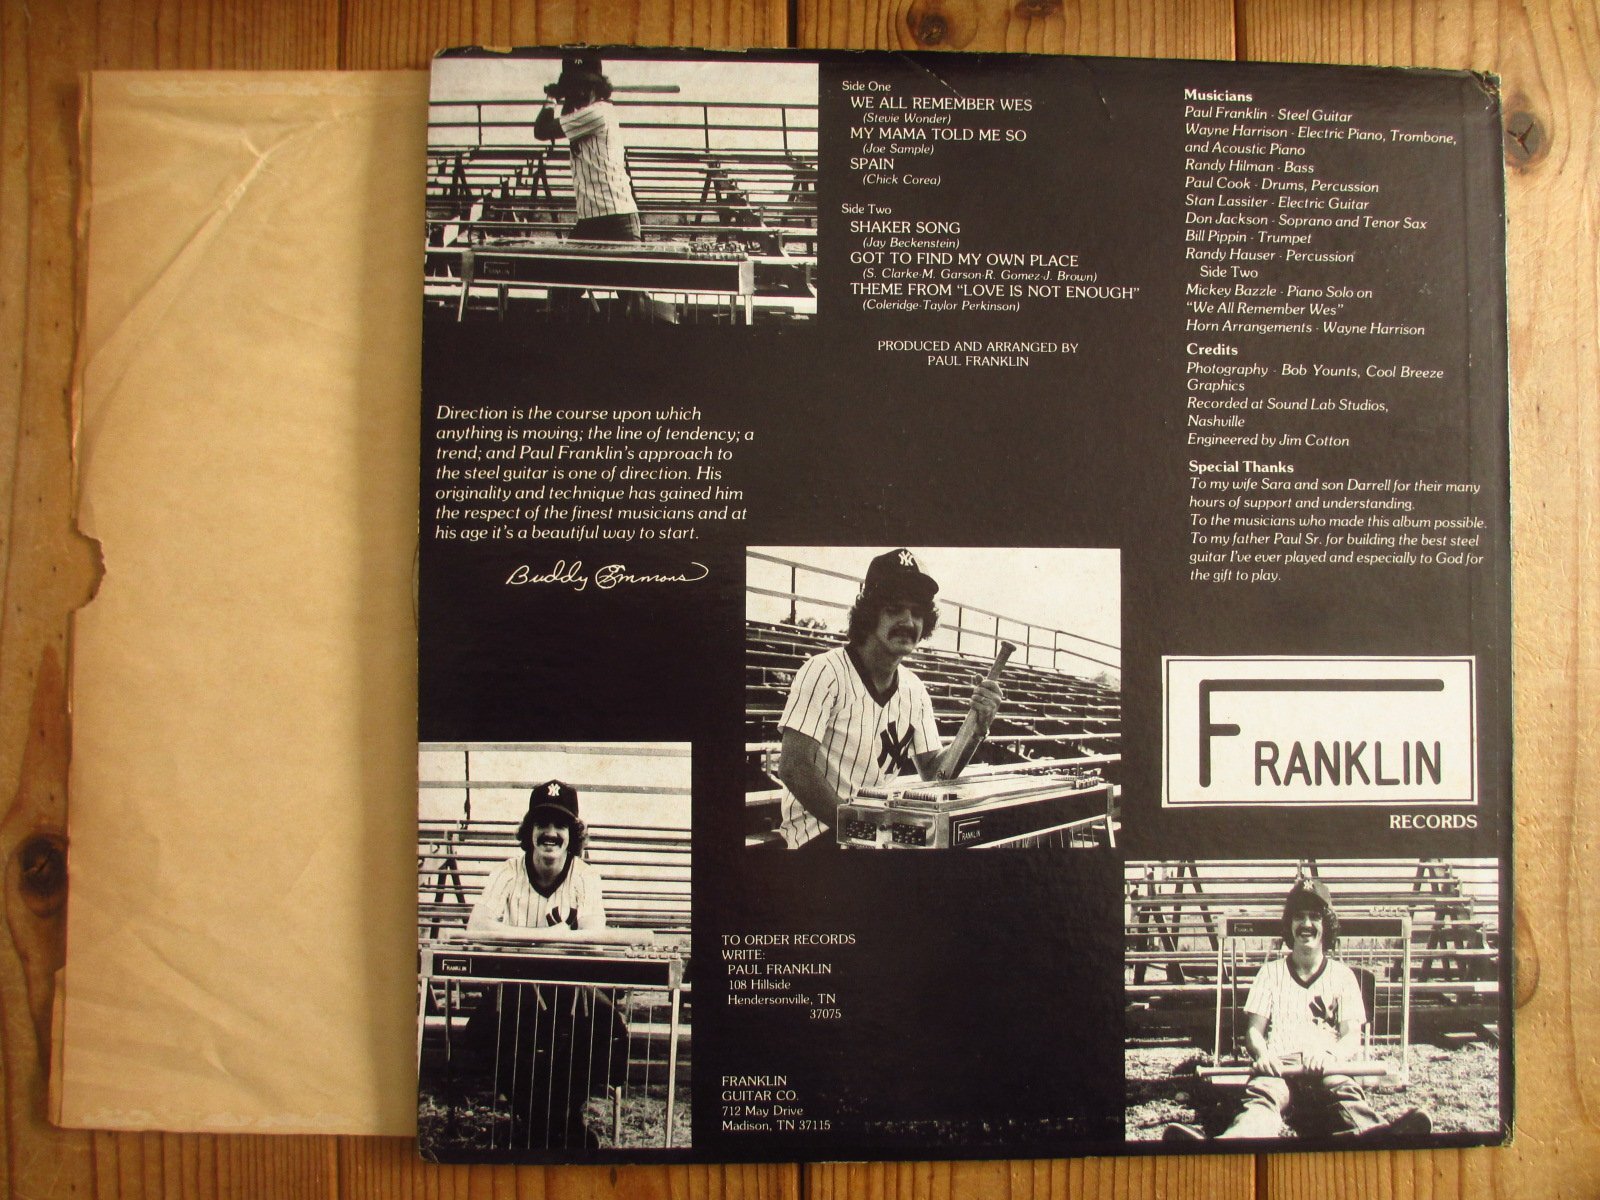 Side One
WE ALL REMEMBER WES
(Stevie Wonder)
MY MAMA TOLD ME SO
(Joe Sample)
SPAIN
(Chick Corea)
Side Two
SHAKER SONG
(Jay Beckenstein)
GOT TO FIND MY OWN PLACE
(S. Clarke-M. Garson-R. Gomez-J. Brown)
THEME FROM “LOVE IS NOT ENOUGH”
(Coleridge-Taylor Perkinson)
PRODUCED AND ARRANGED BY
PAUL FRANKLIN
Musicians
Paul Franklin - Steel Guitar
Wayne Harrison - Electric Piano, Trombone,
and Acoustic Piano
Randy Hilman - Bass
Paul Cook - Drums, Percussion
Stan Lassiter - Electric Guitar
Don Jackson - Soprano and Tenor Sax
Bill Pippin - Trumpet
Randy Hauser - Percussion
Side Two
Mickey Bazzle - Piano Solo on
“We All Remember Wes”
Horn Arrangements - Wayne Harrison
Credits
Photography - Bob Younts, Cool Breeze
Graphics
Recorded at Sound Lab Studios,
Nashville
Engineered by Jim Cotton
Special Thanks
To my wife Sara and son Darrell for their many
hours of support and understanding.
To the musicians who made this album possible.
To my father Paul Sr. for building the best steel
guitar I've ever played and especially to God for
the gift to play.
Direction is the course upon which
anything is moving; the line of tendency; a
trend; and Paul Franklin's approach to
the steel guitar is one of direction. His
originality and technique has gained him
the respect of the finest musicians and at
his age it's a beautiful way to start.
Buddy Emmons
FRANKLIN
NY
NY
FRANKLIN
FRANKLIN
RECORDS
NY
NY
FRANKLIN
FRANKLIN
NY
TO ORDER RECORDS
WRITE:
PAUL FRANKLIN
108 Hillside
Hendersonville, TN
37075
FRANKLIN
GUITAR CO.
712 May Drive
Madison, TN 37115